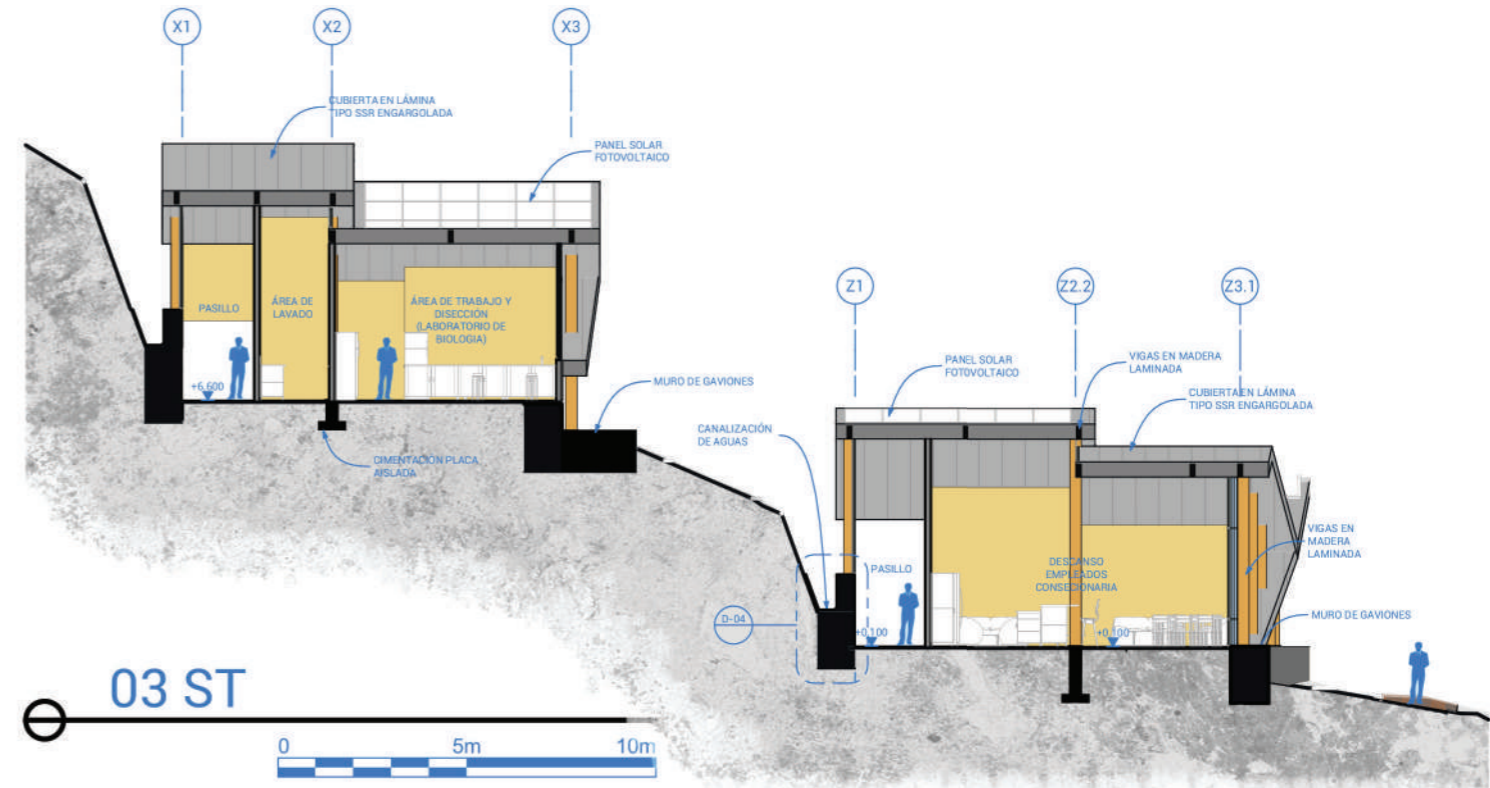 X1
X2
X3
CUBIERTA EN LÁMINA
TIPO SSR ENGARGOLADA
PANEL SOLAR
FOTOVOLTAICO
PASILLO
ÁREA DE
LAVADO
ÁREA DE TRABAJO Y
DISECCIÓN
(LABORATORIO DE
BIOLOGIA)
+6,600
MURO DE GAVIONES
CIMENTACIÓN PLACA
AISLADA
Z1
Z2.2
Z3.1
PANEL SOLAR
FOTOVOLTAICO
VIGAS EN MADERA
LAMINADA
CUBIERTA EN LÁMINA
TIPO SSR ENGARGOLADA
CANALIZACIÓN
DE AGUAS
VIGAS EN
MADERA
LAMINADA
PASILLO
DESCANSO
EMPLEADOS
CONSECIONARIA
D-04
+0,100
+0,100
MURO DE GAVIONES
03 ST
0 5m 10m